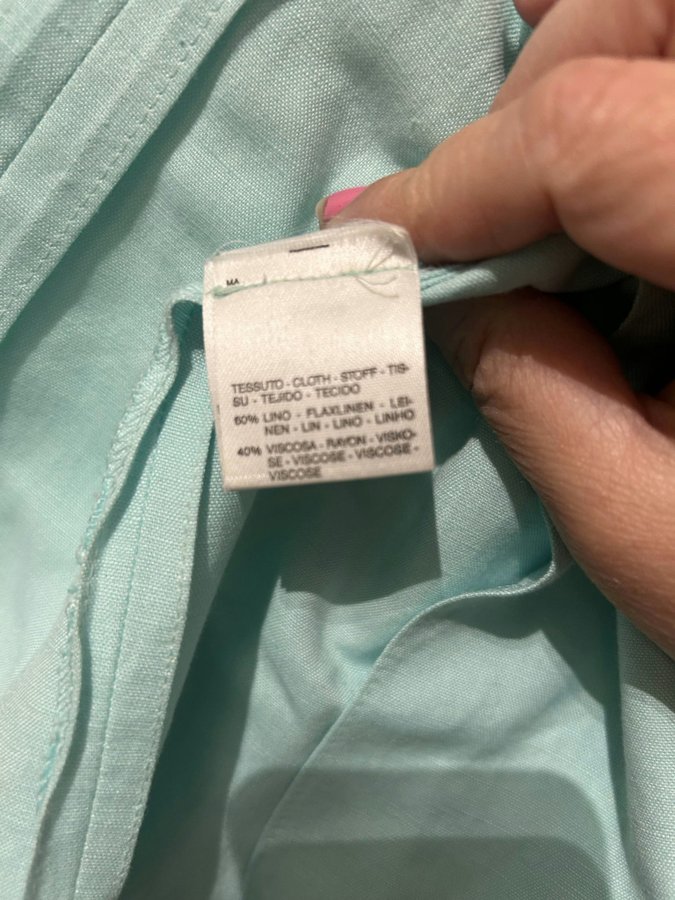 MA
TESSUTO - CLOTH - STOFF - TIS-
SU - TEJIDO - TECIDO
60% LINO - FLAXLINEN - LEI-
NEN - LIN - LINO - LINHO
40% VISCOSA - RAYON - VISKO-
SE - VISCOSE - VISCOSE -
VISCOSE